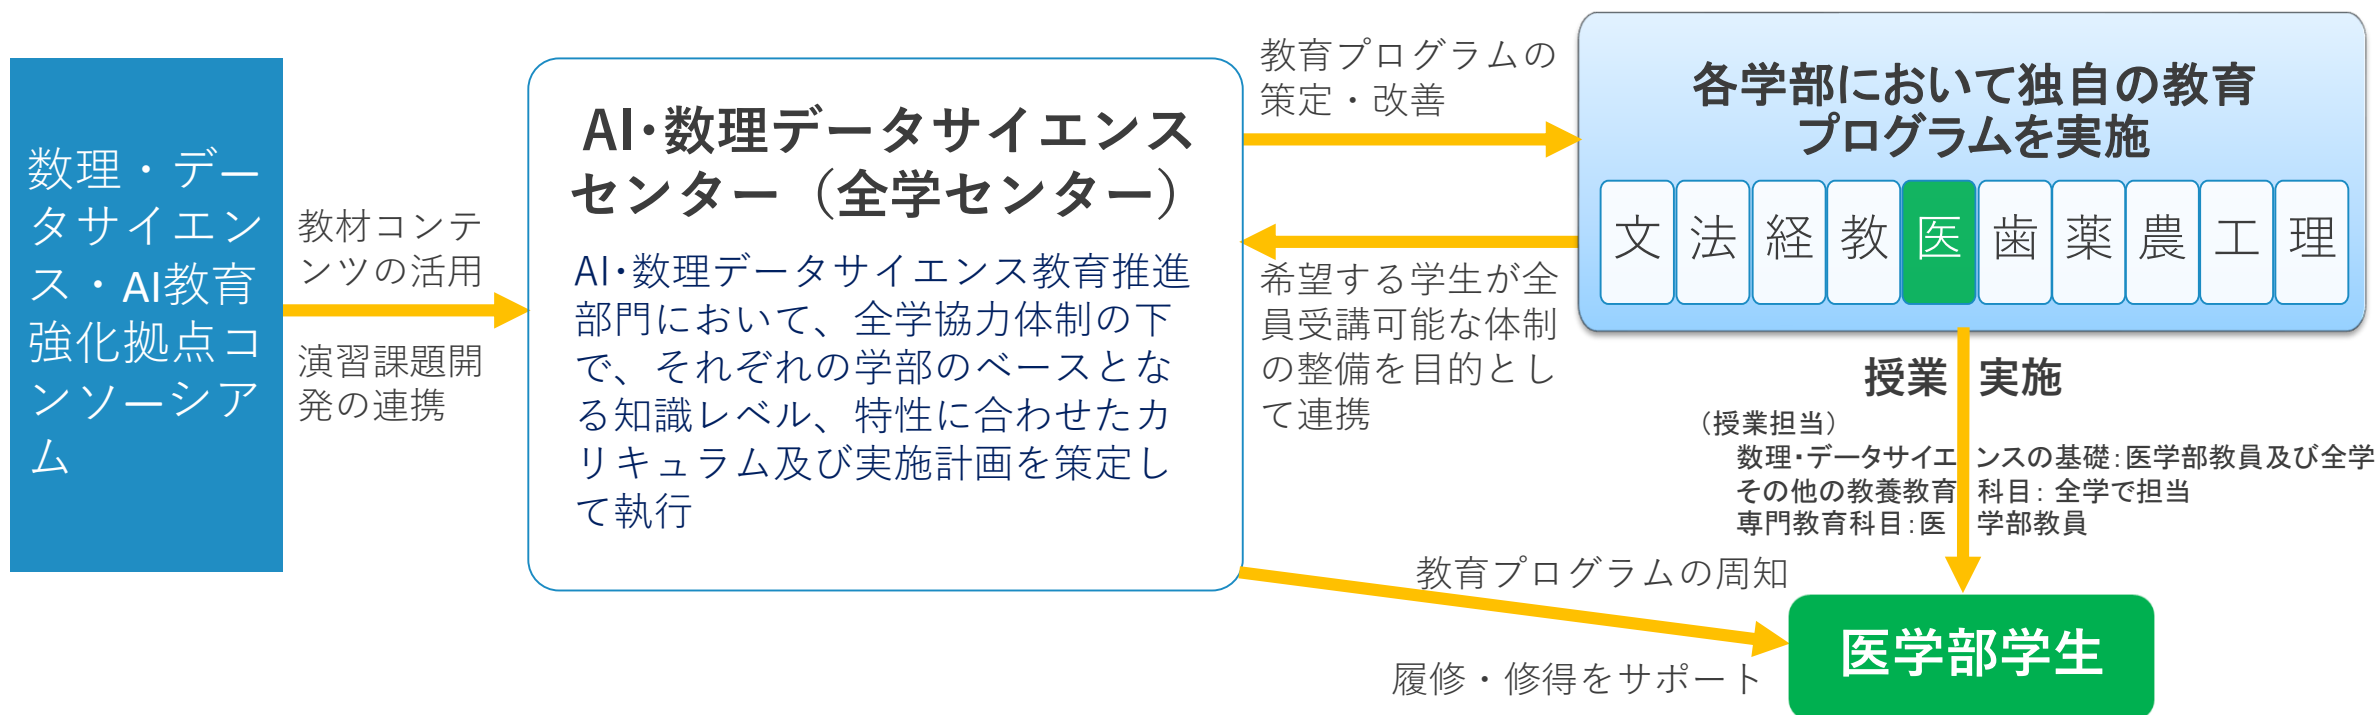 数理・デー
タサイエン
ス・AI教育
強化拠点コ
ンソーシア
ム
教材コンテ
ンツの活用
演習課題開
発の連携
AI・数理データサイエンス
センター（全学センター）
AI・数理データサイエンス教育推進
部門において、全学協力体制の下
で、それぞれの学部のベースとな
る知識レベル、特性に合わせたカ
リキュラム及び実施計画を策定し
て執行
教育プログラムの
策定・改善
希望する学生が全
員受講可能な体制
の整備を目的とし
て連携
各学部において独自の教育
プログラムを実施
文 法 経 教 医 歯 薬 農 工 理
授業 実施
（授業担当）
数理・データサイエンスの基礎：医学部教員及び全学
その他の教養教育科目：全学で担当
専門教育科目：医学部教員
教育プログラムの周知
履修・修得をサポート
医学部学生